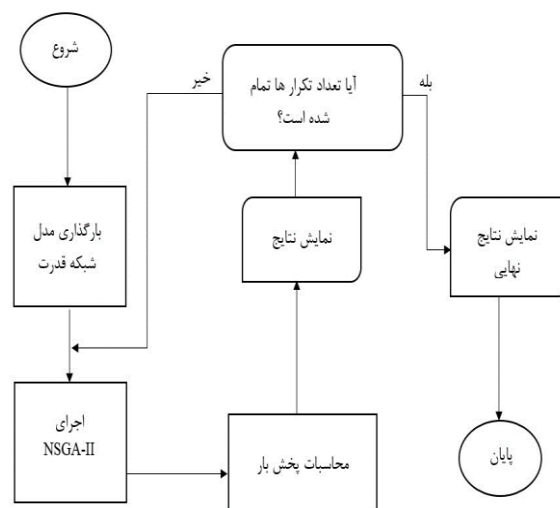 شروع
بارگذاری مدل
شبکه قدرت
اجرای
NSGA-II
محاسبات پخش بار
نمایش نتایج
آیا تعداد تکرار ها تمام
شده است؟
خیر
بله
نمایش نتایج
نهایی
پایان